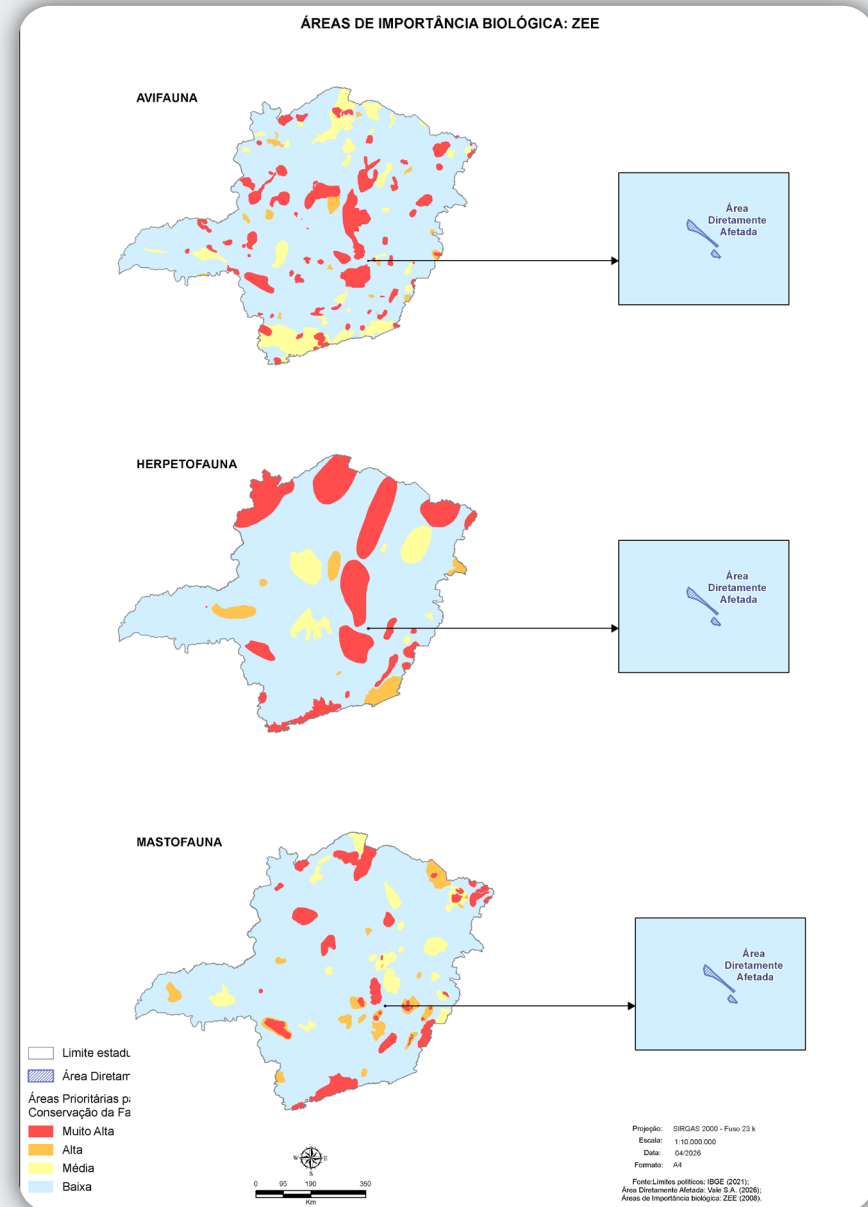 ÁREAS DE IMPORTÂNCIA BIOLÓGICA: ZEE
AVIFAUNA
Área
Diretamente
Afetada
HERPETOFAUNA
Área
Diretamente
Afetada
MASTOFAUNA
Área
Diretamente
Afetada
Limite estadu
Área Diretam
Áreas Prioritárias pa
Conservação da Fa
Muito Alta
Alta
Média
Baixa
N
W E
S
0 95 190 380
Km
Projeção: SIRGAS 2000 - Fuso 23 k
Escala: 1:10.000.000
Data: 04/2026
Formato: A4
Fonte:Limites políticos: IBGE (2021);
Área Diretamente Afetada: Vale S.A. (2026);
Áreas de Importância biológica: ZEE (2008).